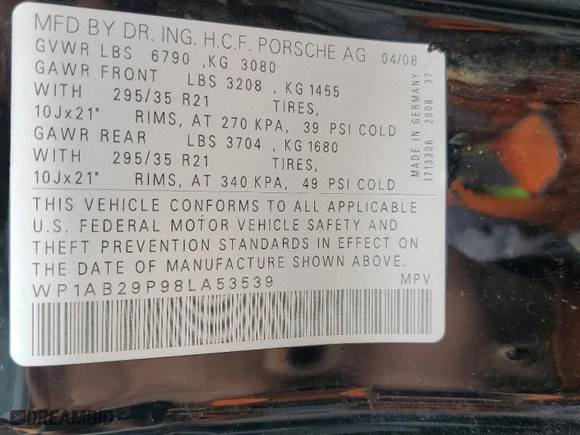 MFD BY DR. ING. H.C.F. PORSCHE AG 04/08
GVWR LBS 6790 ,KG 3080
GAWR FRONT LBS 3208 , KG 1455
WITH 295/35 R21 TIRES,
10Jx21" RIMS, AT 270 KPA, 39 PSI COLD
GAWR REAR LBS 3704 , KG 1680
WITH 295/35 R21 TIRES,
10Jx21" RIMS, AT 340 KPA, 49 PSI COLD
THIS VEHICLE CONFORMS TO ALL APPLICABLE
U.S. FEDERAL MOTOR VEHICLE SAFETY AND
THEFT PREVENTION STANDARDS IN EFFECT ON
THE DATE OF MANUFACTURE SHOWN ABOVE.
WP1AB29P98LA53539 MPV
MADE IN GERMANY
1713306 2008 37
DREAMBID